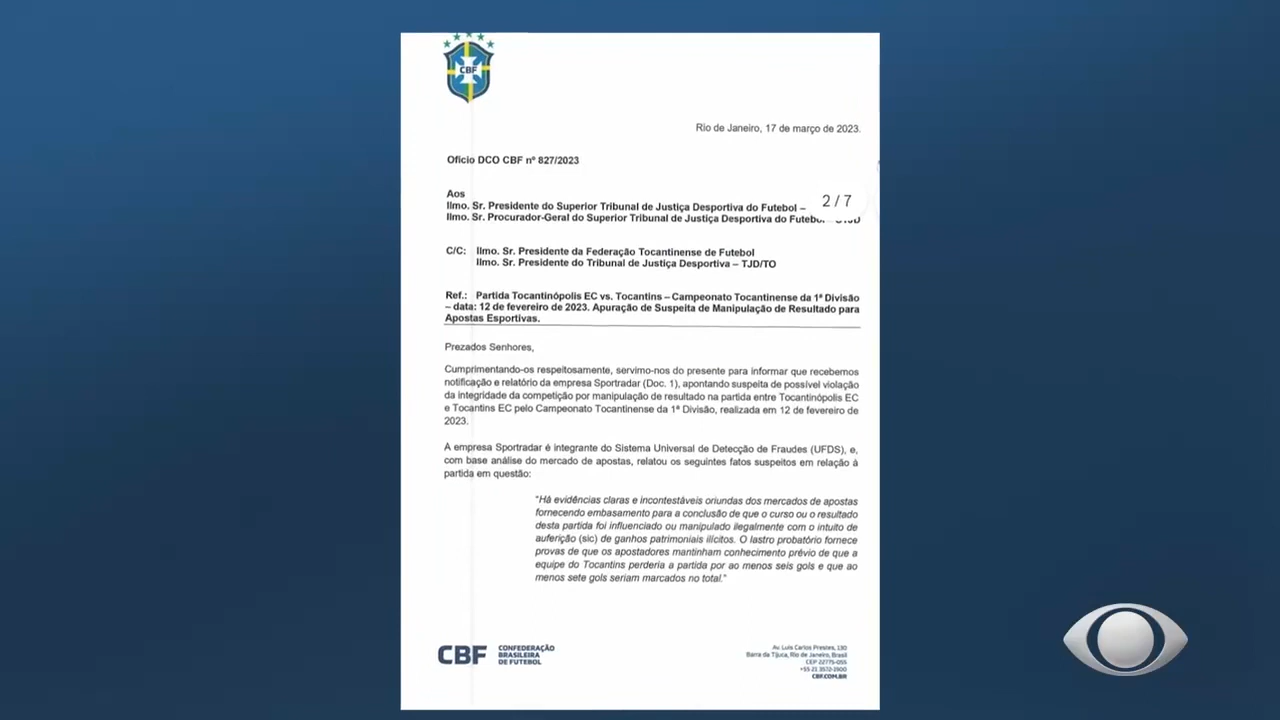 CBF
Rio de Janeiro, 17 de março de 2023.
Ofício DCO CBF nº 827/2023
Aos
Ilmo. Sr. Presidente do Superior Tribunal de Justiça Desportiva do Futebol –
2 / 7
Ilmo. Sr. Procurador-Geral do Superior Tribunal de Justiça Desportiva do
C/C: Ilmo. Sr. Presidente da Federação Tocantinense de Futebol
Ilmo. Sr. Presidente do Tribunal de Justiça Desportiva – TJD/TO
Ref.: Partida Tocantinópolis EC vs. Tocantins – Campeonato Tocantinense da 1ª Divisão
– data: 12 de fevereiro de 2023. Apuração de Suspeita de Manipulação de Resultado para
Apostas Esportivas.
Prezados Senhores,
Cumprimentando-os respeitosamente, servimo-nos do presente para informar que recebemos
notificação e relatório da empresa Sportradar (Doc. 1), apontando suspeita de possível violação
da integridade da competição por manipulação de resultado na partida entre Tocantinópolis EC
e Tocantins EC pelo Campeonato Tocantinense da 1ª Divisão, realizada em 12 de fevereiro de
2023.
A empresa Sportradar é integrante do Sistema Universal de Detecção de Fraudes (UFDS), e,
com base análise do mercado de apostas, relatou os seguintes fatos suspeitos em relação à
partida em questão:
"Há evidências claras e incontestáveis oriundas dos mercados de apostas
fornecendo embasamento para a conclusão de que o curso ou o resultado
desta partida foi influenciado ou manipulado ilegalmente com o intuito de
auferição (sic) de ganhos patrimoniais ilícitos. O lastro probatório fornece
provas de que os apostadores mantinham conhecimento prévio de que a
equipe do Tocantins perderia a partida por ao menos seis gols e que ao
menos sete gols seriam marcados no total."
CBF
CONFEDERAÇÃO
BRASILEIRA
DE FUTEBOL
Av. Luis Carlos Prestes, 130
Barra da Tijuca, Rio de Janeiro, Brasil
CEP 22775-055
+55 21 3572-1900
CBF.COM.BR